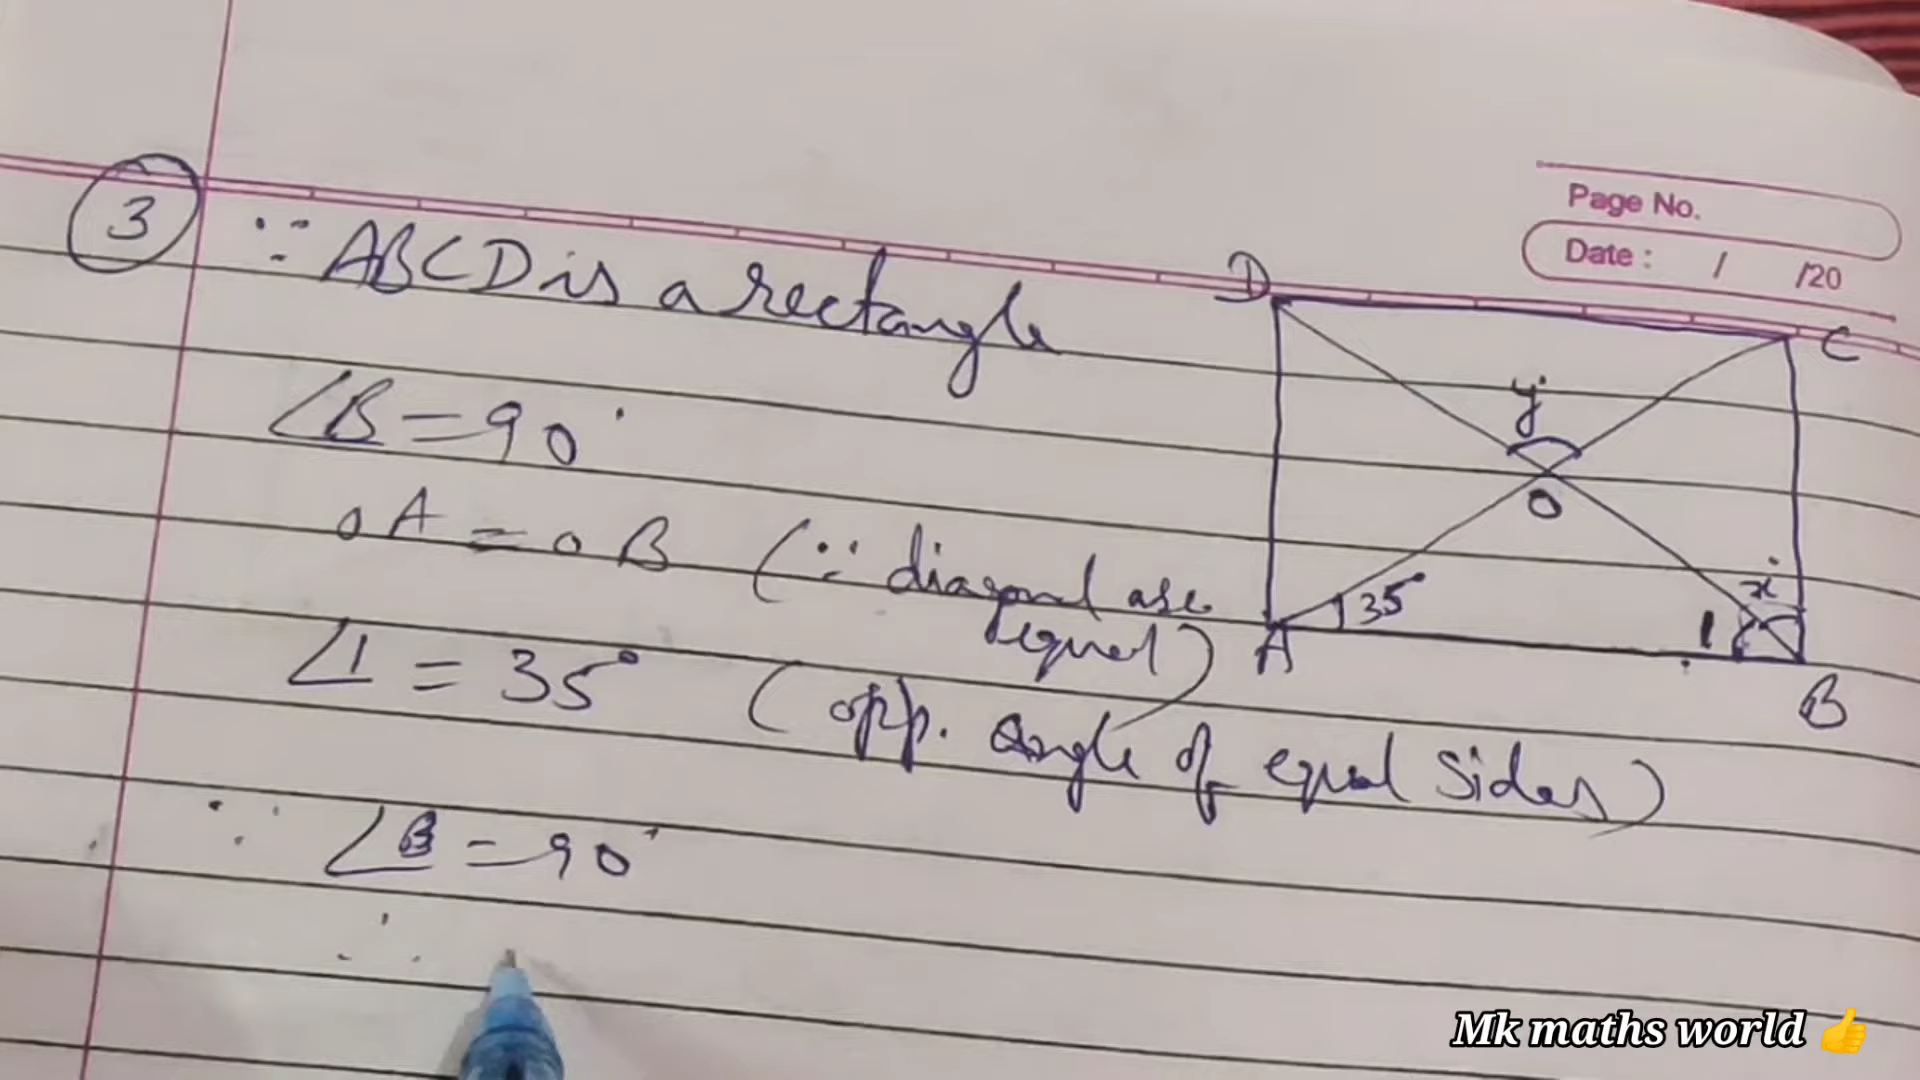 Page No.
Date : / /20
3 ∵ ABCD is a rectangle
∠B = 90°
OA = OB (∵ diagonal are
equal)
∠1 = 35° (opp. angle of equal sides)
∵ ∠B = 90°
∴
D
C
y°
O
x°
35°
1
A
B
Mk maths world 👍